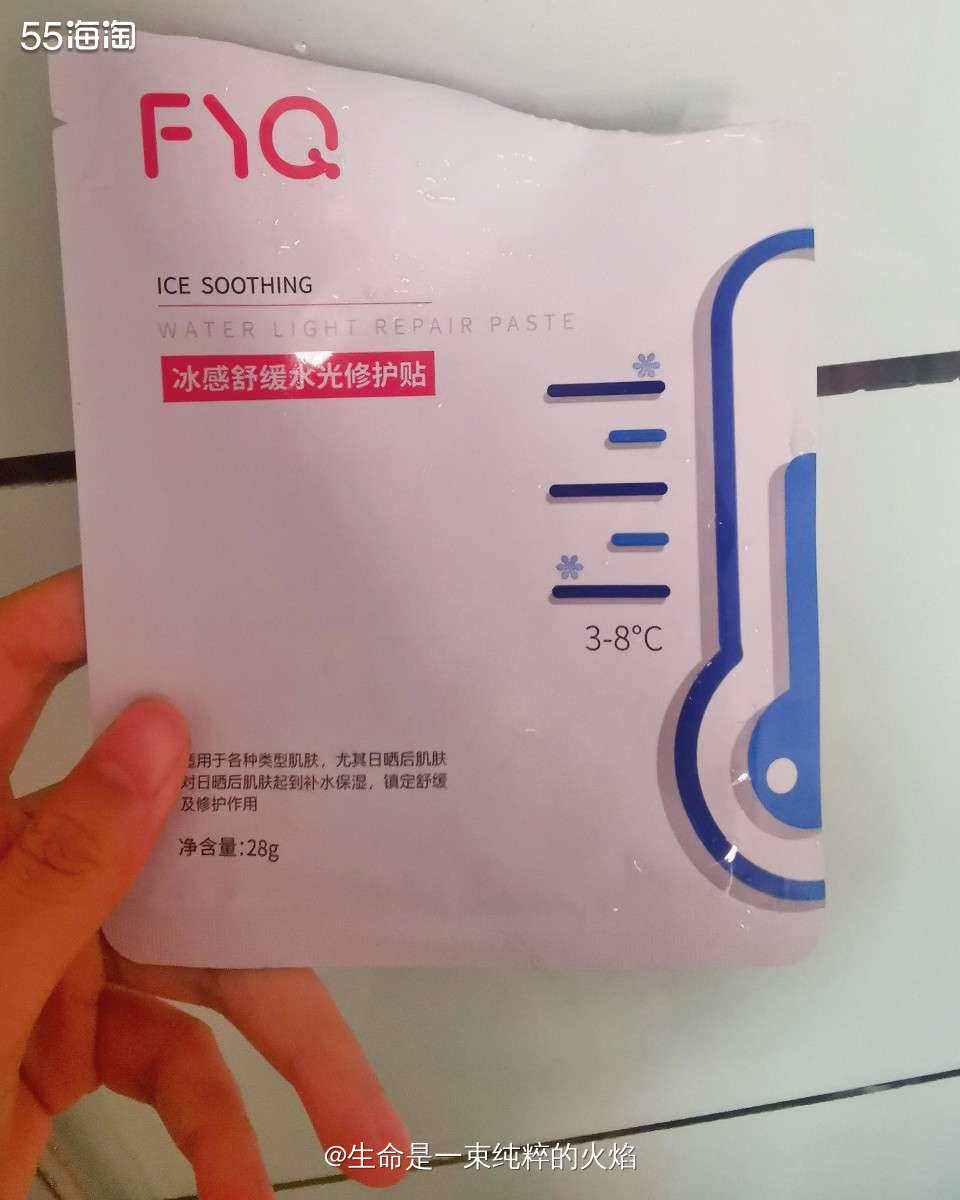 55海淘
FYQ
ICE SOOTHING
WATER LIGHT REPAIR PASTE
冰感舒缓水光修护贴
3-8°C
适用于各种类型肌肤，尤其日晒后肌肤
对日晒后肌肤起到补水保湿，镇定舒缓
及修护作用
净含量:28g
@生命是一束纯粹的火焰